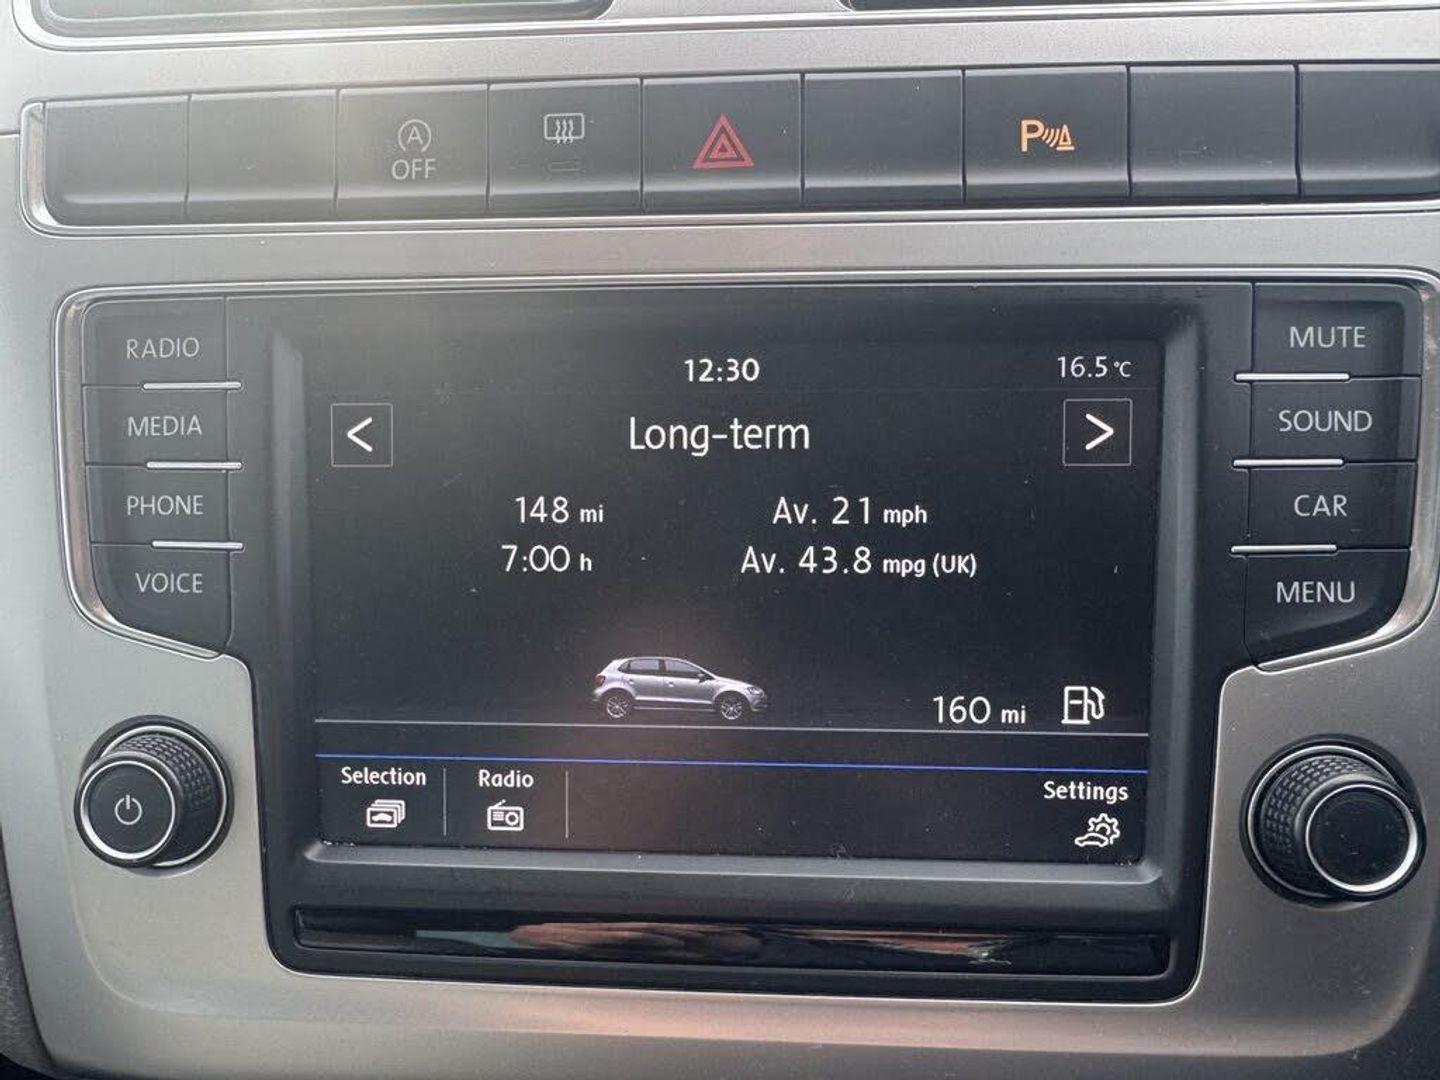 A
OFF
P
RADIO
MEDIA
PHONE
VOICE
12:30
16.5 °C
< Long-term >
148 mi Av. 21 mph
7:00 h Av. 43.8 mpg (UK)
160 mi
Selection Radio Settings
MUTE
SOUND
CAR
MENU